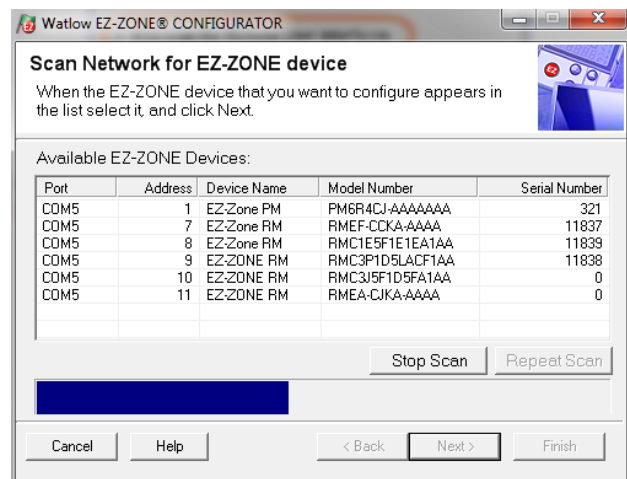 Watlow EZ-ZONE® CONFIGURATOR
Scan Network for EZ-ZONE device
When the EZ-ZONE device that you want to configure appears in
the list select it, and click Next.
Available EZ-ZONE Devices:
Port Address Device Name Model Number Serial Number
COM5 1 EZ-Zone PM PM6R4CJ-AAAAAAA 321
COM5 7 EZ-Zone RM RMEF-CCKA-AAAA 11837
COM5 8 EZ-Zone RM RMC1E5F1E1EA1AA 11839
COM5 9 EZ-ZONE RM RMC3P1D5LACF1AA 11838
COM5 10 EZ-ZONE RM RMC3J5F1D5FA1AA 0
COM5 11 EZ-ZONE RM RMEA-CJKA-AAAA 0
Stop Scan Repeat Scan
Cancel Help < Back Next > Finish